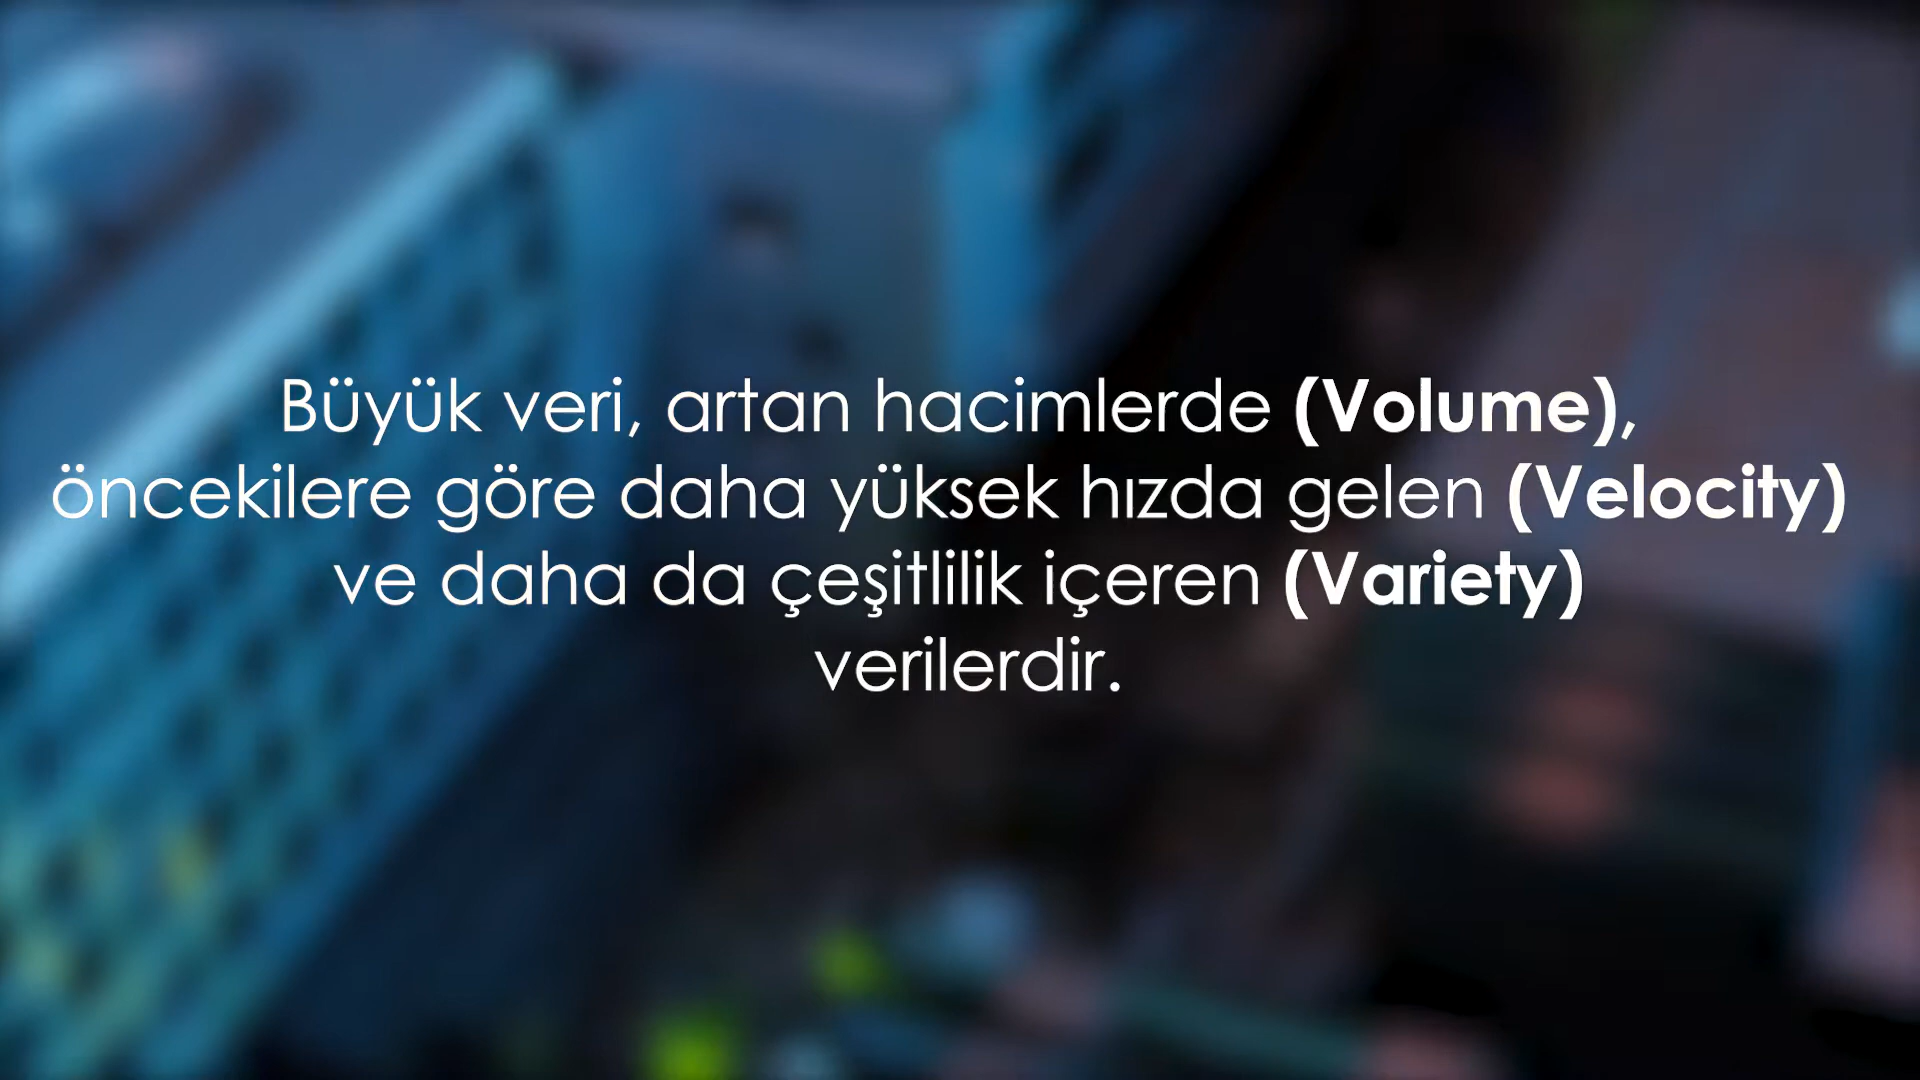 Büyük veri, artan hacimlerde (Volume),
öncekilere göre daha yüksek hızda gelen (Velocity)
ve daha da çeşitlilik içeren (Variety)
verilerdir.